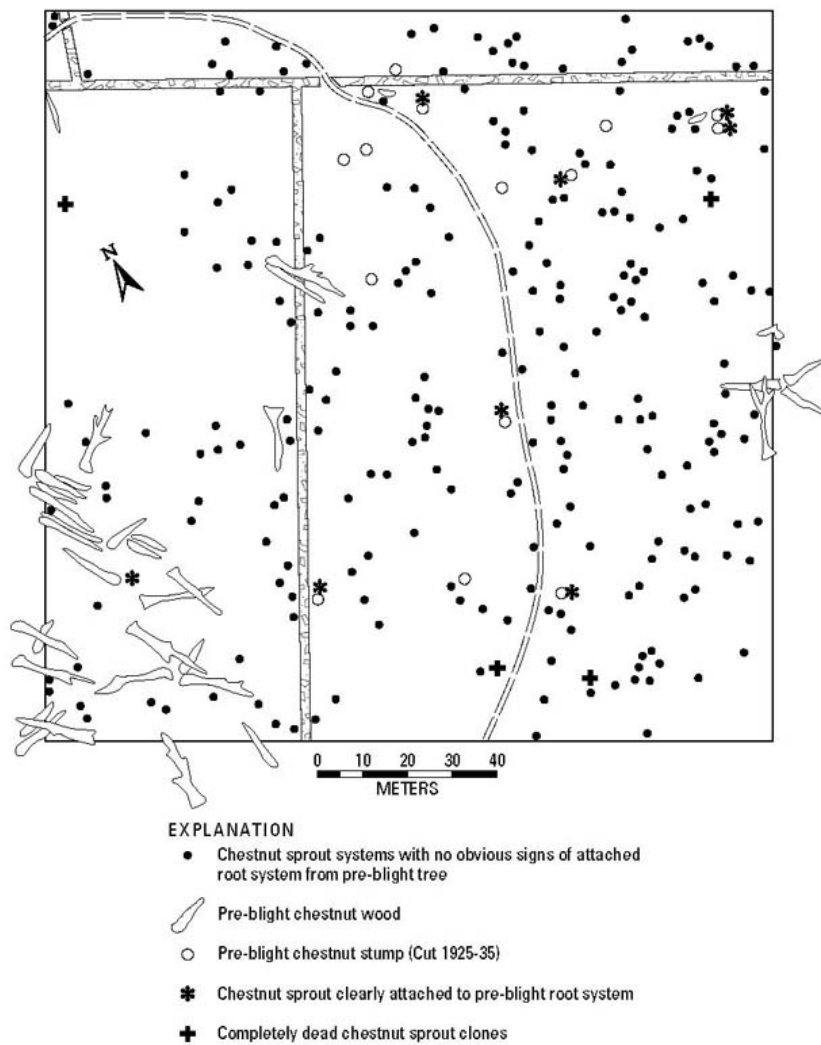 N
0 10 20 30 40
METERS
EXPLANATION
Chestnut sprout systems with no obvious signs of attached
root system from pre-blight tree
Pre-blight chestnut wood
Pre-blight chestnut stump (Cut 1925-35)
Chestnut sprout clearly attached to pre-blight root system
Completely dead chestnut sprout clones